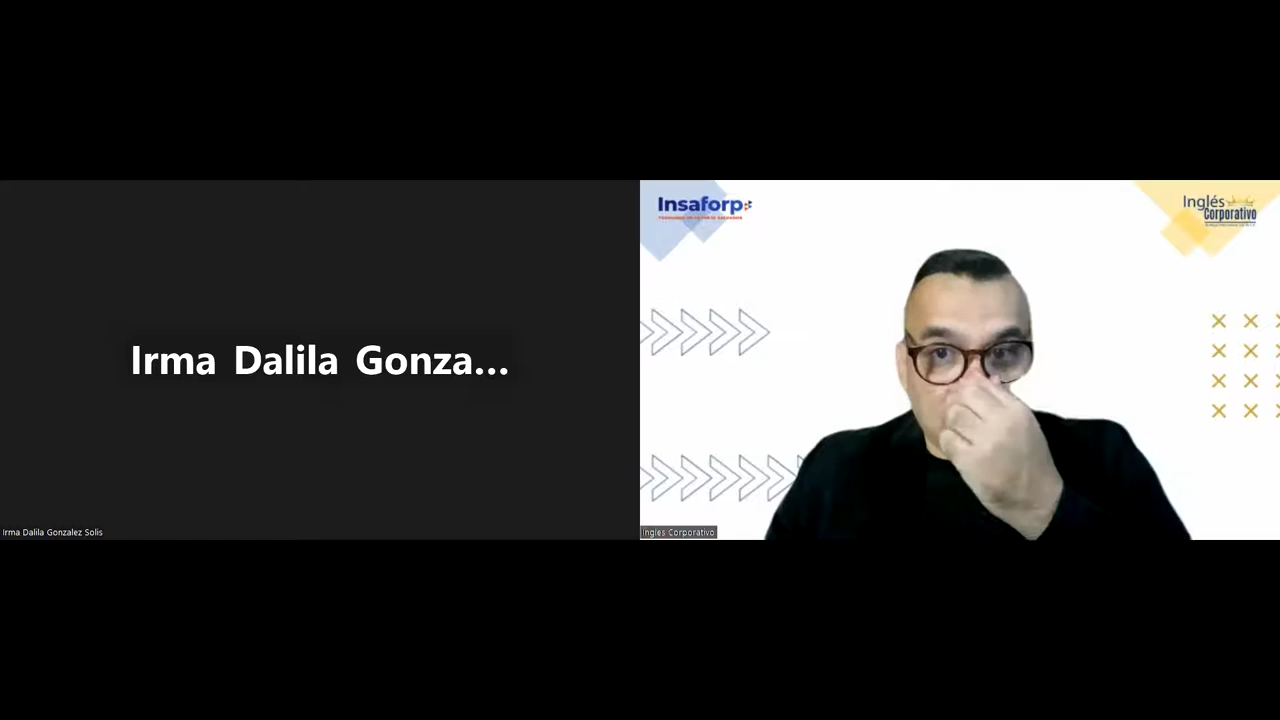 Irma Dalila Gonza...
Irma Dalila Gonzalez Solis
Insaforp
Inglés
Corporativo
Ingles Corporativo